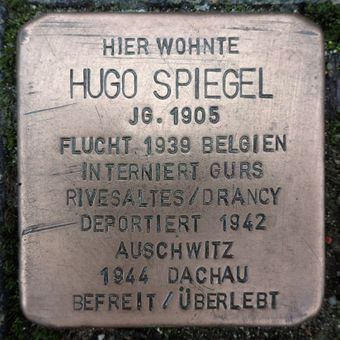 HIER WOHNTE
HUGO SPIEGEL
JG. 1905
FLUCHT 1939 BELGIEN
INTERNIERT GURS
RIVESALTES/DRANCY
DEPORTIERT 1942
AUSCHWITZ
1944 DACHAU
BEFREIT/ÜBERLEBT